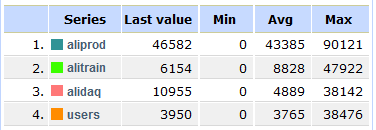 Series Last value Min Avg Max
1. aliprod 46582 0 43385 90121
2. alitrain 6154 0 8828 47922
3. alidaq 10955 0 4889 38142
4. users 3950 0 3765 38476